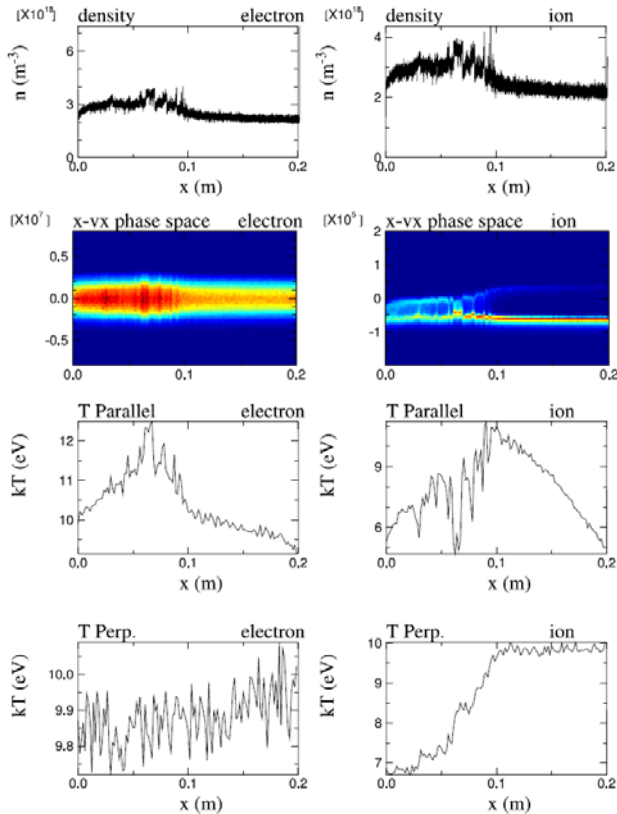 [X10¹⁸] density electron
n (m⁻³)
6
3
0
0.0 0.1 0.2
x (m)
[X10¹⁸] density ion
n (m⁻³)
4
2
0
0.0 0.1 0.2
x (m)
[X10⁷] x-vx phase space electron
0.5
0.0
-0.5
0.0 0.1 0.2
[X10⁵] x-vx phase space ion
2
0
-1
0.0 0.1 0.2
T Parallel electron
kT (eV)
12
11
10
0.0 0.1 0.2
x (m)
T Parallel ion
kT (eV)
9
6
0.0 0.1 0.2
x (m)
T Perp. electron
kT (eV)
10.0
9.9
9.8
0.0 0.1 0.2
x (m)
T Perp. ion
kT (eV)
10
9
8
7
0.0 0.1 0.2
x (m)